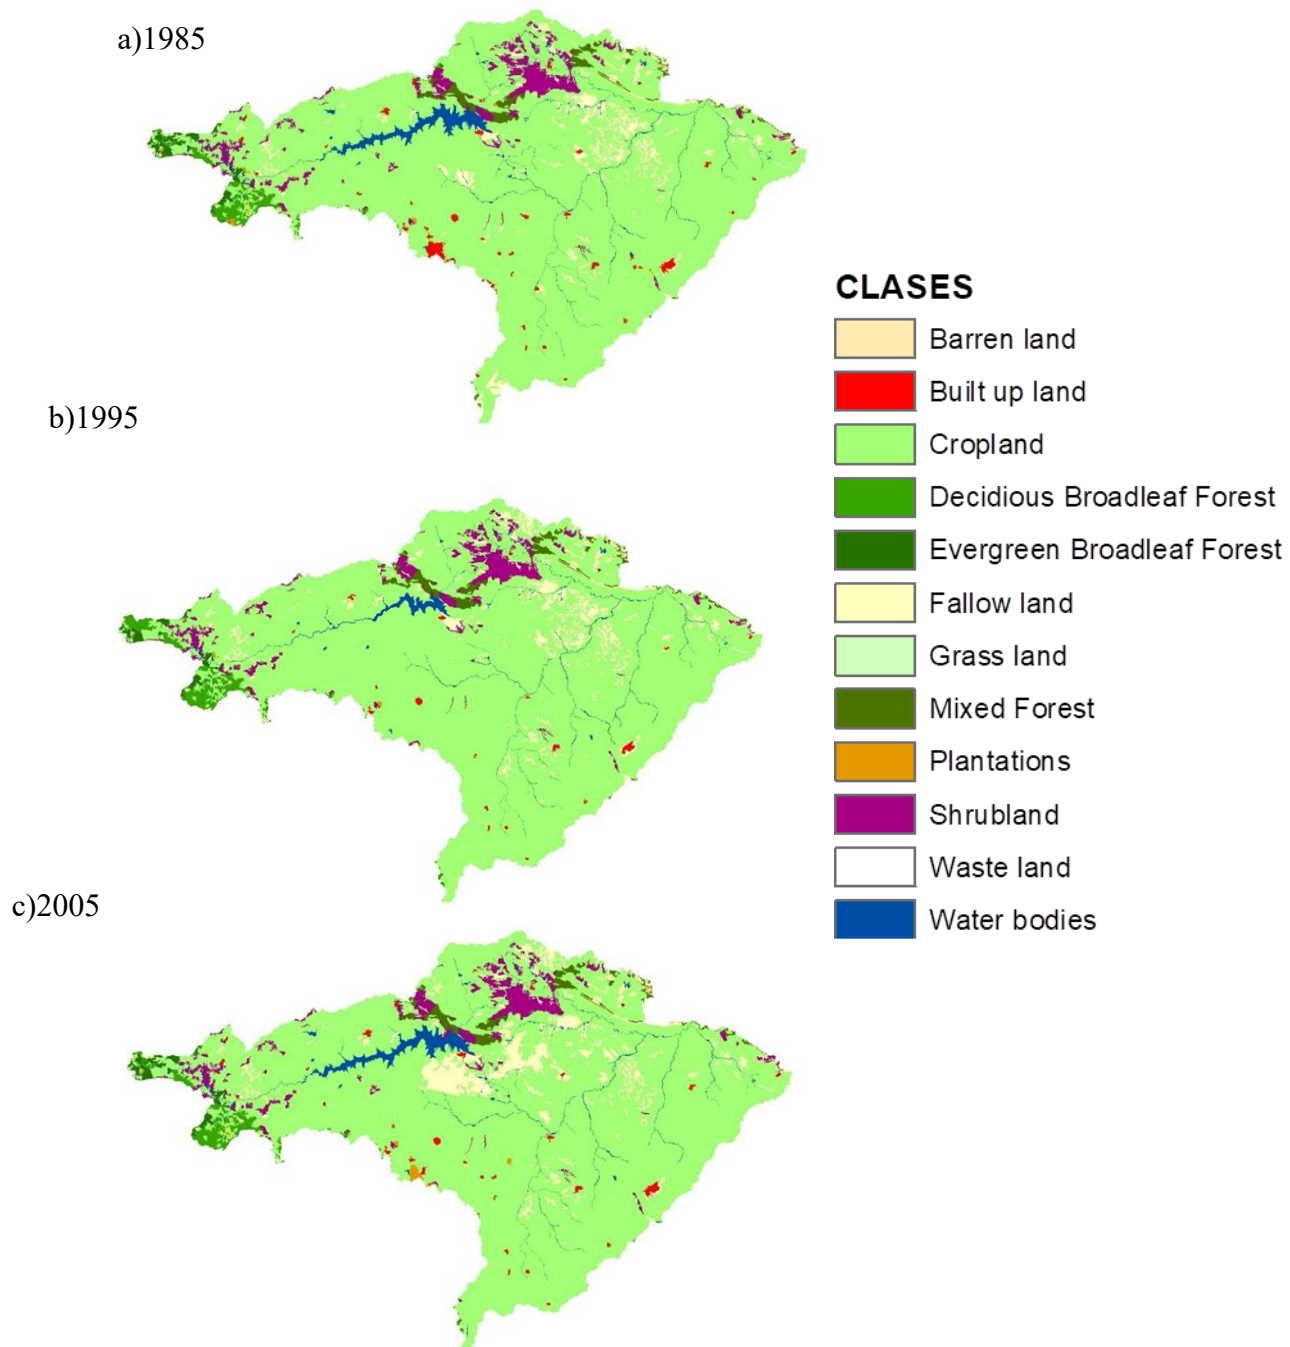 a)1985
b)1995
c)2005
CLASES
Barren land
Built up land
Cropland
Decidious Broadleaf Forest
Evergreen Broadleaf Forest
Fallow land
Grass land
Mixed Forest
Plantations
Shrubland
Waste land
Water bodies